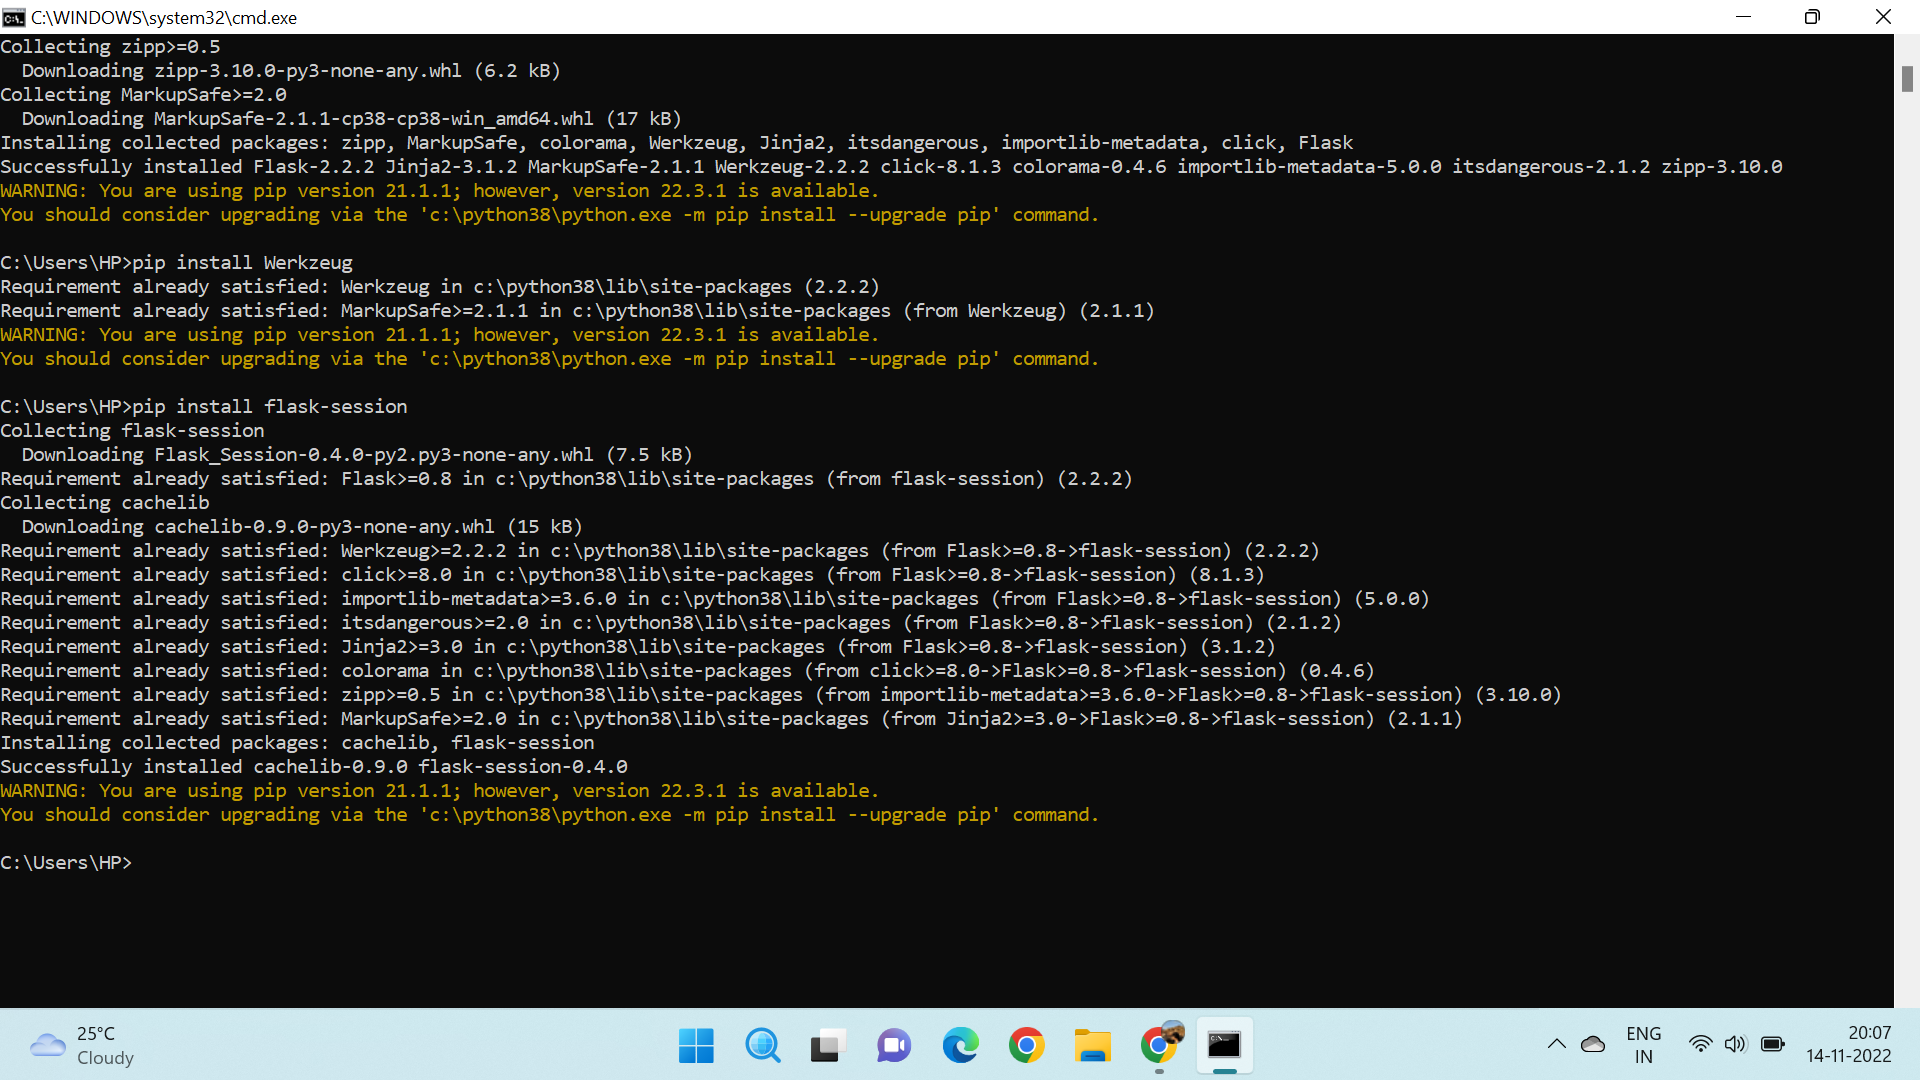 C:\WINDOWS\system32\cmd.exe
Collecting zipp>=0.5
  Downloading zipp-3.10.0-py3-none-any.whl (6.2 kB)
Collecting MarkupSafe>=2.0
  Downloading MarkupSafe-2.1.1-cp38-cp38-win_amd64.whl (17 kB)
Installing collected packages: zipp, MarkupSafe, colorama, Werkzeug, Jinja2, itsdangerous, importlib-metadata, click, Flask
Successfully installed Flask-2.2.2 Jinja2-3.1.2 MarkupSafe-2.1.1 Werkzeug-2.2.2 click-8.1.3 colorama-0.4.6 importlib-metadata-5.0.0 itsdangerous-2.1.2 zipp-3.10.0
WARNING: You are using pip version 21.1.1; however, version 22.3.1 is available.
You should consider upgrading via the 'c:\python38\python.exe -m pip install --upgrade pip' command.

C:\Users\HP>pip install Werkzeug
Requirement already satisfied: Werkzeug in c:\python38\lib\site-packages (2.2.2)
Requirement already satisfied: MarkupSafe>=2.1.1 in c:\python38\lib\site-packages (from Werkzeug) (2.1.1)
WARNING: You are using pip version 21.1.1; however, version 22.3.1 is available.
You should consider upgrading via the 'c:\python38\python.exe -m pip install --upgrade pip' command.

C:\Users\HP>pip install flask-session
Collecting flask-session
  Downloading Flask_Session-0.4.0-py2.py3-none-any.whl (7.5 kB)
Requirement already satisfied: Flask>=0.8 in c:\python38\lib\site-packages (from flask-session) (2.2.2)
Collecting cachelib
  Downloading cachelib-0.9.0-py3-none-any.whl (15 kB)
Requirement already satisfied: Werkzeug>=2.2.2 in c:\python38\lib\site-packages (from Flask>=0.8->flask-session) (2.2.2)
Requirement already satisfied: click>=8.0 in c:\python38\lib\site-packages (from Flask>=0.8->flask-session) (8.1.3)
Requirement already satisfied: importlib-metadata>=3.6.0 in c:\python38\lib\site-packages (from Flask>=0.8->flask-session) (5.0.0)
Requirement already satisfied: itsdangerous>=2.0 in c:\python38\lib\site-packages (from Flask>=0.8->flask-session) (2.1.2)
Requirement already satisfied: Jinja2>=3.0 in c:\python38\lib\site-packages (from Flask>=0.8->flask-session) (3.1.2)
Requirement already satisfied: colorama in c:\python38\lib\site-packages (from click>=8.0->Flask>=0.8->flask-session) (0.4.6)
Requirement already satisfied: zipp>=0.5 in c:\python38\lib\site-packages (from importlib-metadata>=3.6.0->Flask>=0.8->flask-session) (3.10.0)
Requirement already satisfied: MarkupSafe>=2.0 in c:\python38\lib\site-packages (from Jinja2>=3.0->Flask>=0.8->flask-session) (2.1.1)
Installing collected packages: cachelib, flask-session
Successfully installed cachelib-0.9.0 flask-session-0.4.0
WARNING: You are using pip version 21.1.1; however, version 22.3.1 is available.
You should consider upgrading via the 'c:\python38\python.exe -m pip install --upgrade pip' command.

C:\Users\HP>
25°C
Cloudy
ENG
IN
20:07
14-11-2022